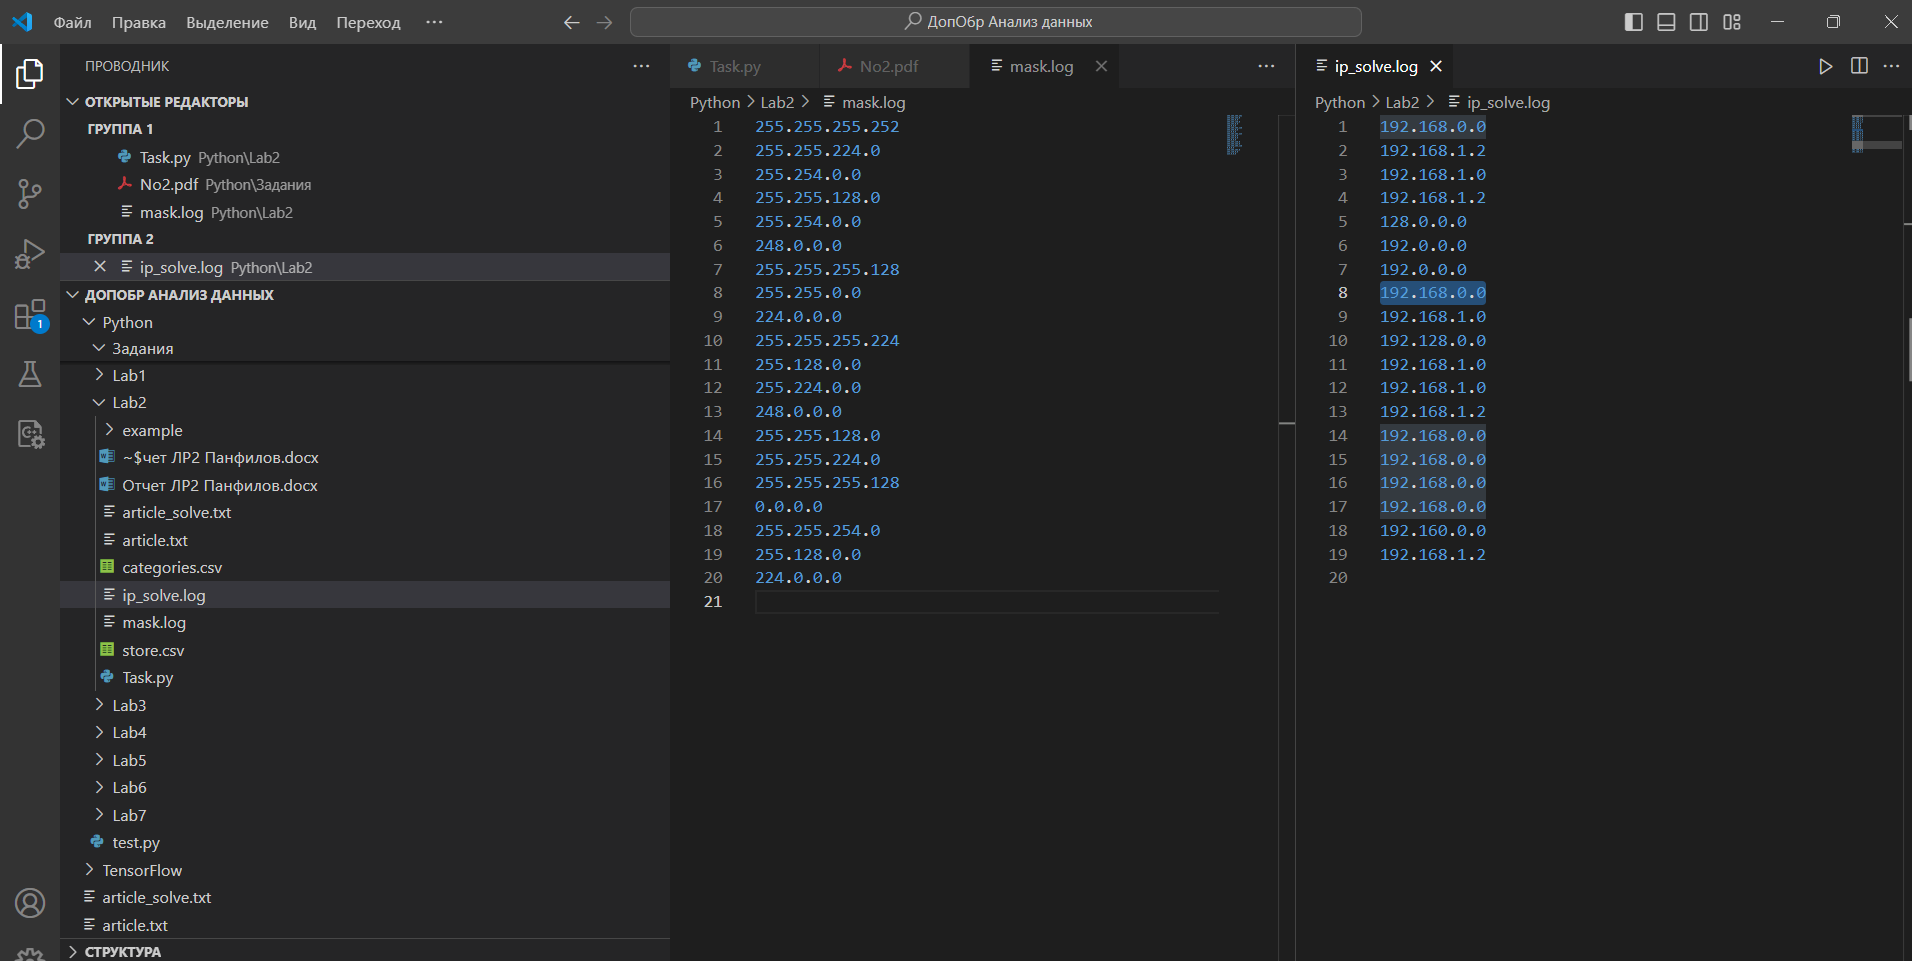 Файл Правка Выделение Вид Переход ··· ДопОбр Анализ данных
ПРОВОДНИК ···
ОТКРЫТЫЕ РЕДАКТОРЫ
ГРУППА 1
Task.py Python\Lab2
No2.pdf Python\Задания
mask.log Python\Lab2
ГРУППА 2
ip_solve.log Python\Lab2
ДОПОБР АНАЛИЗ ДАННЫХ
Python
Задания
Lab1
Lab2
example
~$чет ЛР2 Панфилов.docx
Отчет ЛР2 Панфилов.docx
article_solve.txt
article.txt
categories.csv
ip_solve.log
mask.log
store.csv
Task.py
Lab3
Lab4
Lab5
Lab6
Lab7
test.py
TensorFlow
article_solve.txt
article.txt
СТРУКТУРА
1
Task.py No2.pdf mask.log ···
Python > Lab2 > mask.log
1 255.255.255.252
2 255.255.224.0
3 255.254.0.0
4 255.255.128.0
5 255.254.0.0
6 248.0.0.0
7 255.255.255.128
8 255.255.0.0
9 224.0.0.0
10 255.255.255.224
11 255.128.0.0
12 255.224.0.0
13 248.0.0.0
14 255.255.128.0
15 255.255.224.0
16 255.255.255.128
17 0.0.0.0
18 255.255.254.0
19 255.128.0.0
20 224.0.0.0
21
ip_solve.log ···
Python > Lab2 > ip_solve.log
1 192.168.0.0
2 192.168.1.2
3 192.168.1.0
4 192.168.1.2
5 128.0.0.0
6 192.0.0.0
7 192.0.0.0
8 192.168.0.0
9 192.168.1.0
10 192.128.0.0
11 192.168.1.0
12 192.168.1.0
13 192.168.1.2
14 192.168.0.0
15 192.168.0.0
16 192.168.0.0
17 192.168.0.0
18 192.160.0.0
19 192.168.1.2
20